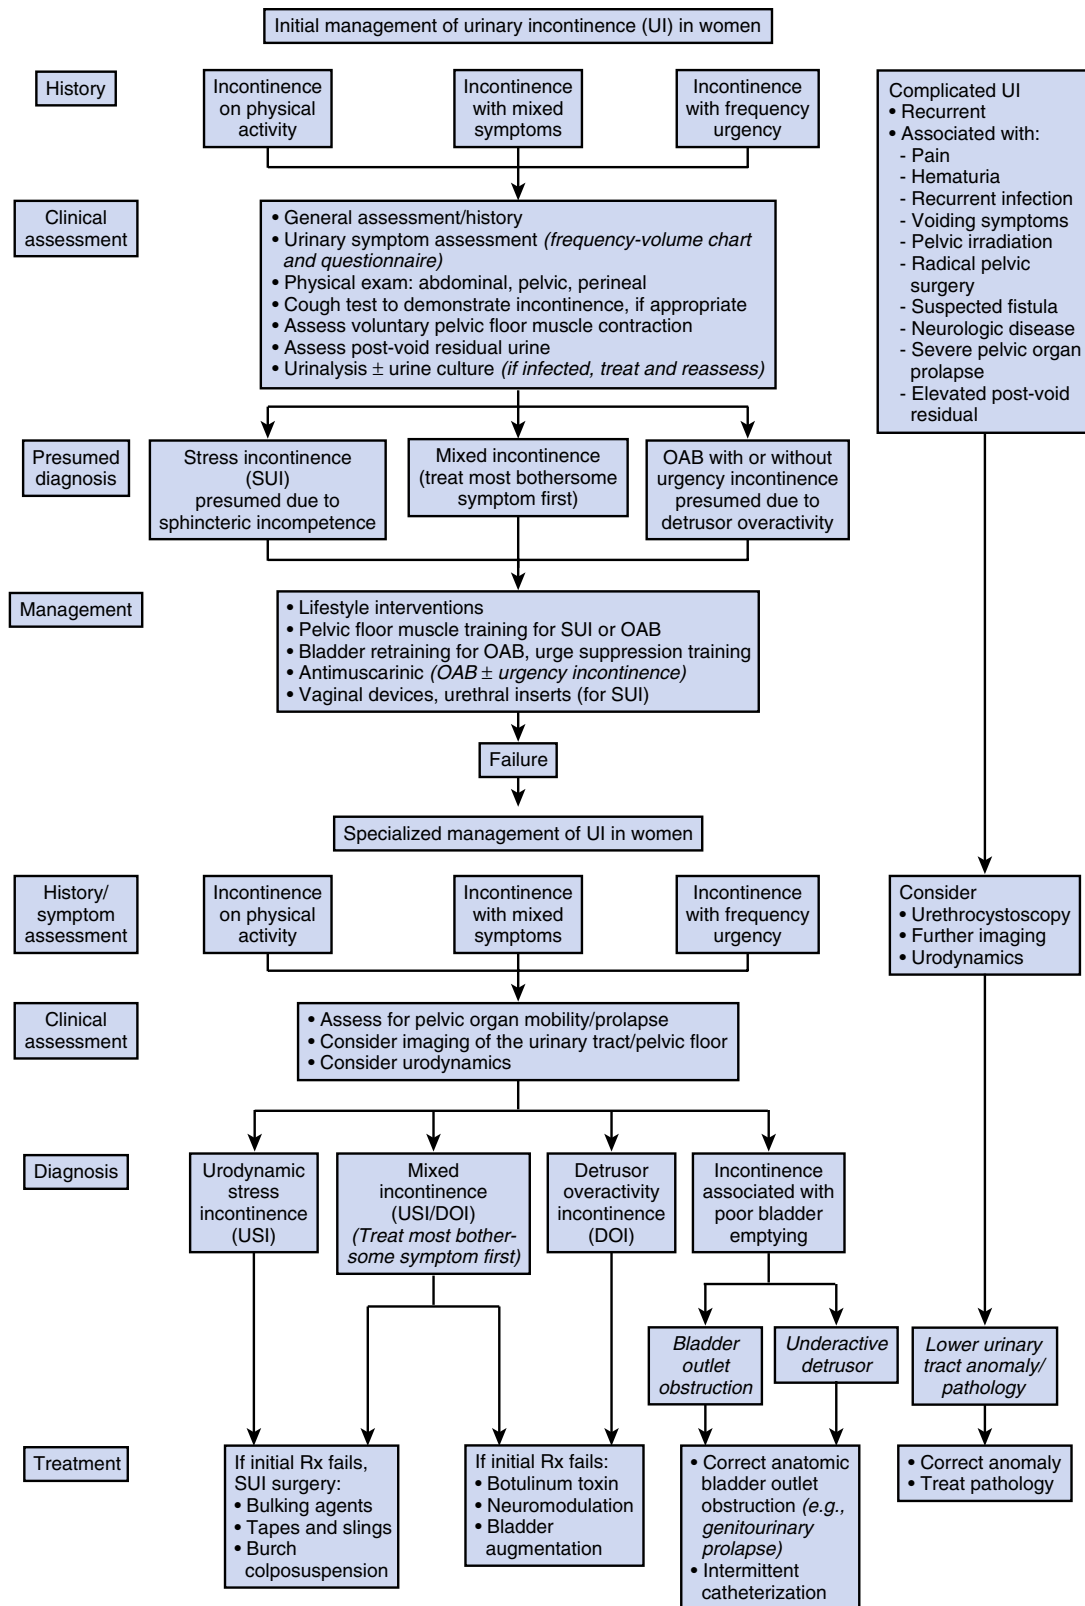 Initial management of urinary incontinence (UI) in women
History
Incontinence
on physical
activity
Incontinence
with mixed
symptoms
Incontinence
with frequency
urgency
Complicated UI
• Recurrent
• Associated with:
- Pain
- Hematuria
- Recurrent infection
- Voiding symptoms
- Pelvic irradiation
- Radical pelvic
surgery
- Suspected fistula
- Neurologic disease
- Severe pelvic organ
prolapse
- Elevated post-void
residual
Clinical
assessment
• General assessment/history
• Urinary symptom assessment (frequency-volume chart
and questionnaire)
• Physical exam: abdominal, pelvic, perineal
• Cough test to demonstrate incontinence, if appropriate
• Assess voluntary pelvic floor muscle contraction
• Assess post-void residual urine
• Urinalysis ± urine culture (if infected, treat and reassess)
Presumed
diagnosis
Stress incontinence
(SUI)
presumed due to
sphincteric incompetence
Mixed incontinence
(treat most bothersome
symptom first)
OAB with or without
urgency incontinence
presumed due to
detrusor overactivity
Management
• Lifestyle interventions
• Pelvic floor muscle training for SUI or OAB
• Bladder retraining for OAB, urge suppression training
• Antimuscarinic (OAB ± urgency incontinence)
• Vaginal devices, urethral inserts (for SUI)
Failure
Specialized management of UI in women
History/
symptom
assessment
Incontinence
on physical
activity
Incontinence
with mixed
symptoms
Incontinence
with frequency
urgency
Consider
• Urethrocystoscopy
• Further imaging
• Urodynamics
Clinical
assessment
• Assess for pelvic organ mobility/prolapse
• Consider imaging of the urinary tract/pelvic floor
• Consider urodynamics
Diagnosis
Urodynamic
stress
incontinence
(USI)
Mixed
incontinence
(USI/DOI)
(Treat most bother-
some symptom first)
Detrusor
overactivity
incontinence
(DOI)
Incontinence
associated with
poor bladder
emptying
Bladder
outlet
obstruction
Underactive
detrusor
Lower urinary
tract anomaly/
pathology
Treatment
If initial Rx fails,
SUI surgery:
• Bulking agents
• Tapes and slings
• Burch
colposuspension
If initial Rx fails:
• Botulinum toxin
• Neuromodulation
• Bladder
augmentation
• Correct anatomic
bladder outlet
obstruction (e.g.,
genitourinary
prolapse)
• Intermittent
catheterization
• Correct anomaly
• Treat pathology